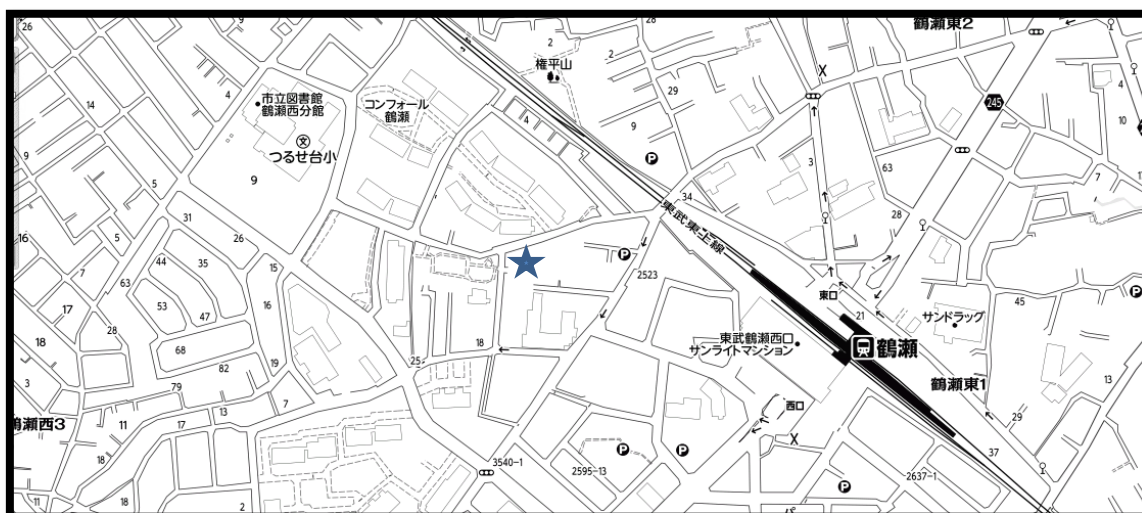 26
9
28
鶴瀬東2
2
権平山
X
4
市立図書館
鶴瀬西分館
コンフォール
鶴瀬
14
29
245
4
10
4
9
P
文
つるせ台小
3
63
9
7
5
34
31
東武東上線
28
16
5
26
44
35
P
2523
7
63
15
53
16
東口
45
P
17
47
21
サンドラッグ
28
18
東武鶴瀬西口
サンライトマンション
鶴瀬
18
68
25
82
19
鶴瀬東1
3
79
西口
13
7
13
11
29
鶴瀬西3
17
X
18
P
P
37
3540-1
2595-13
2637-1
P
11
18
2
パ